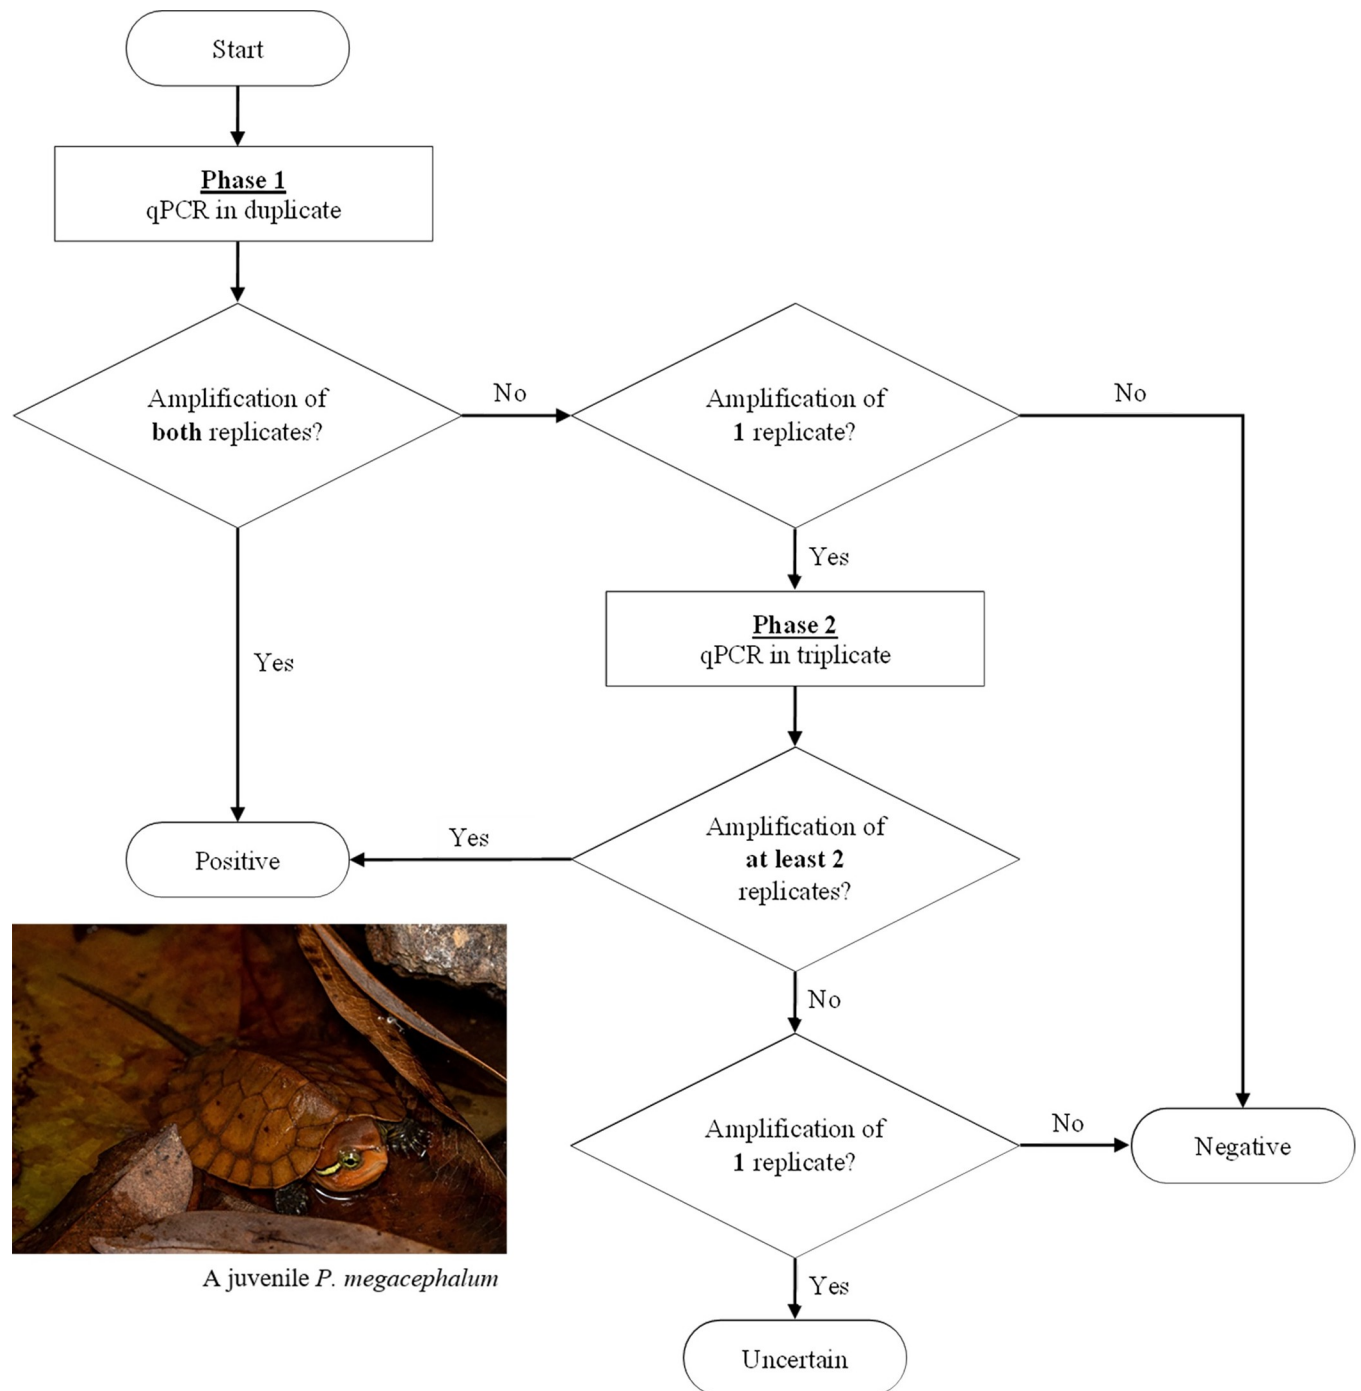 Start
Phase 1
qPCR in duplicate
Amplification of
both replicates?
No
Amplification of
1 replicate?
No
Yes
Phase 2
qPCR in triplicate
Yes
Amplification of
at least 2
replicates?
Yes
Positive
No
Amplification of
1 replicate?
No
Negative
A juvenile P. megacephalum
Yes
Uncertain